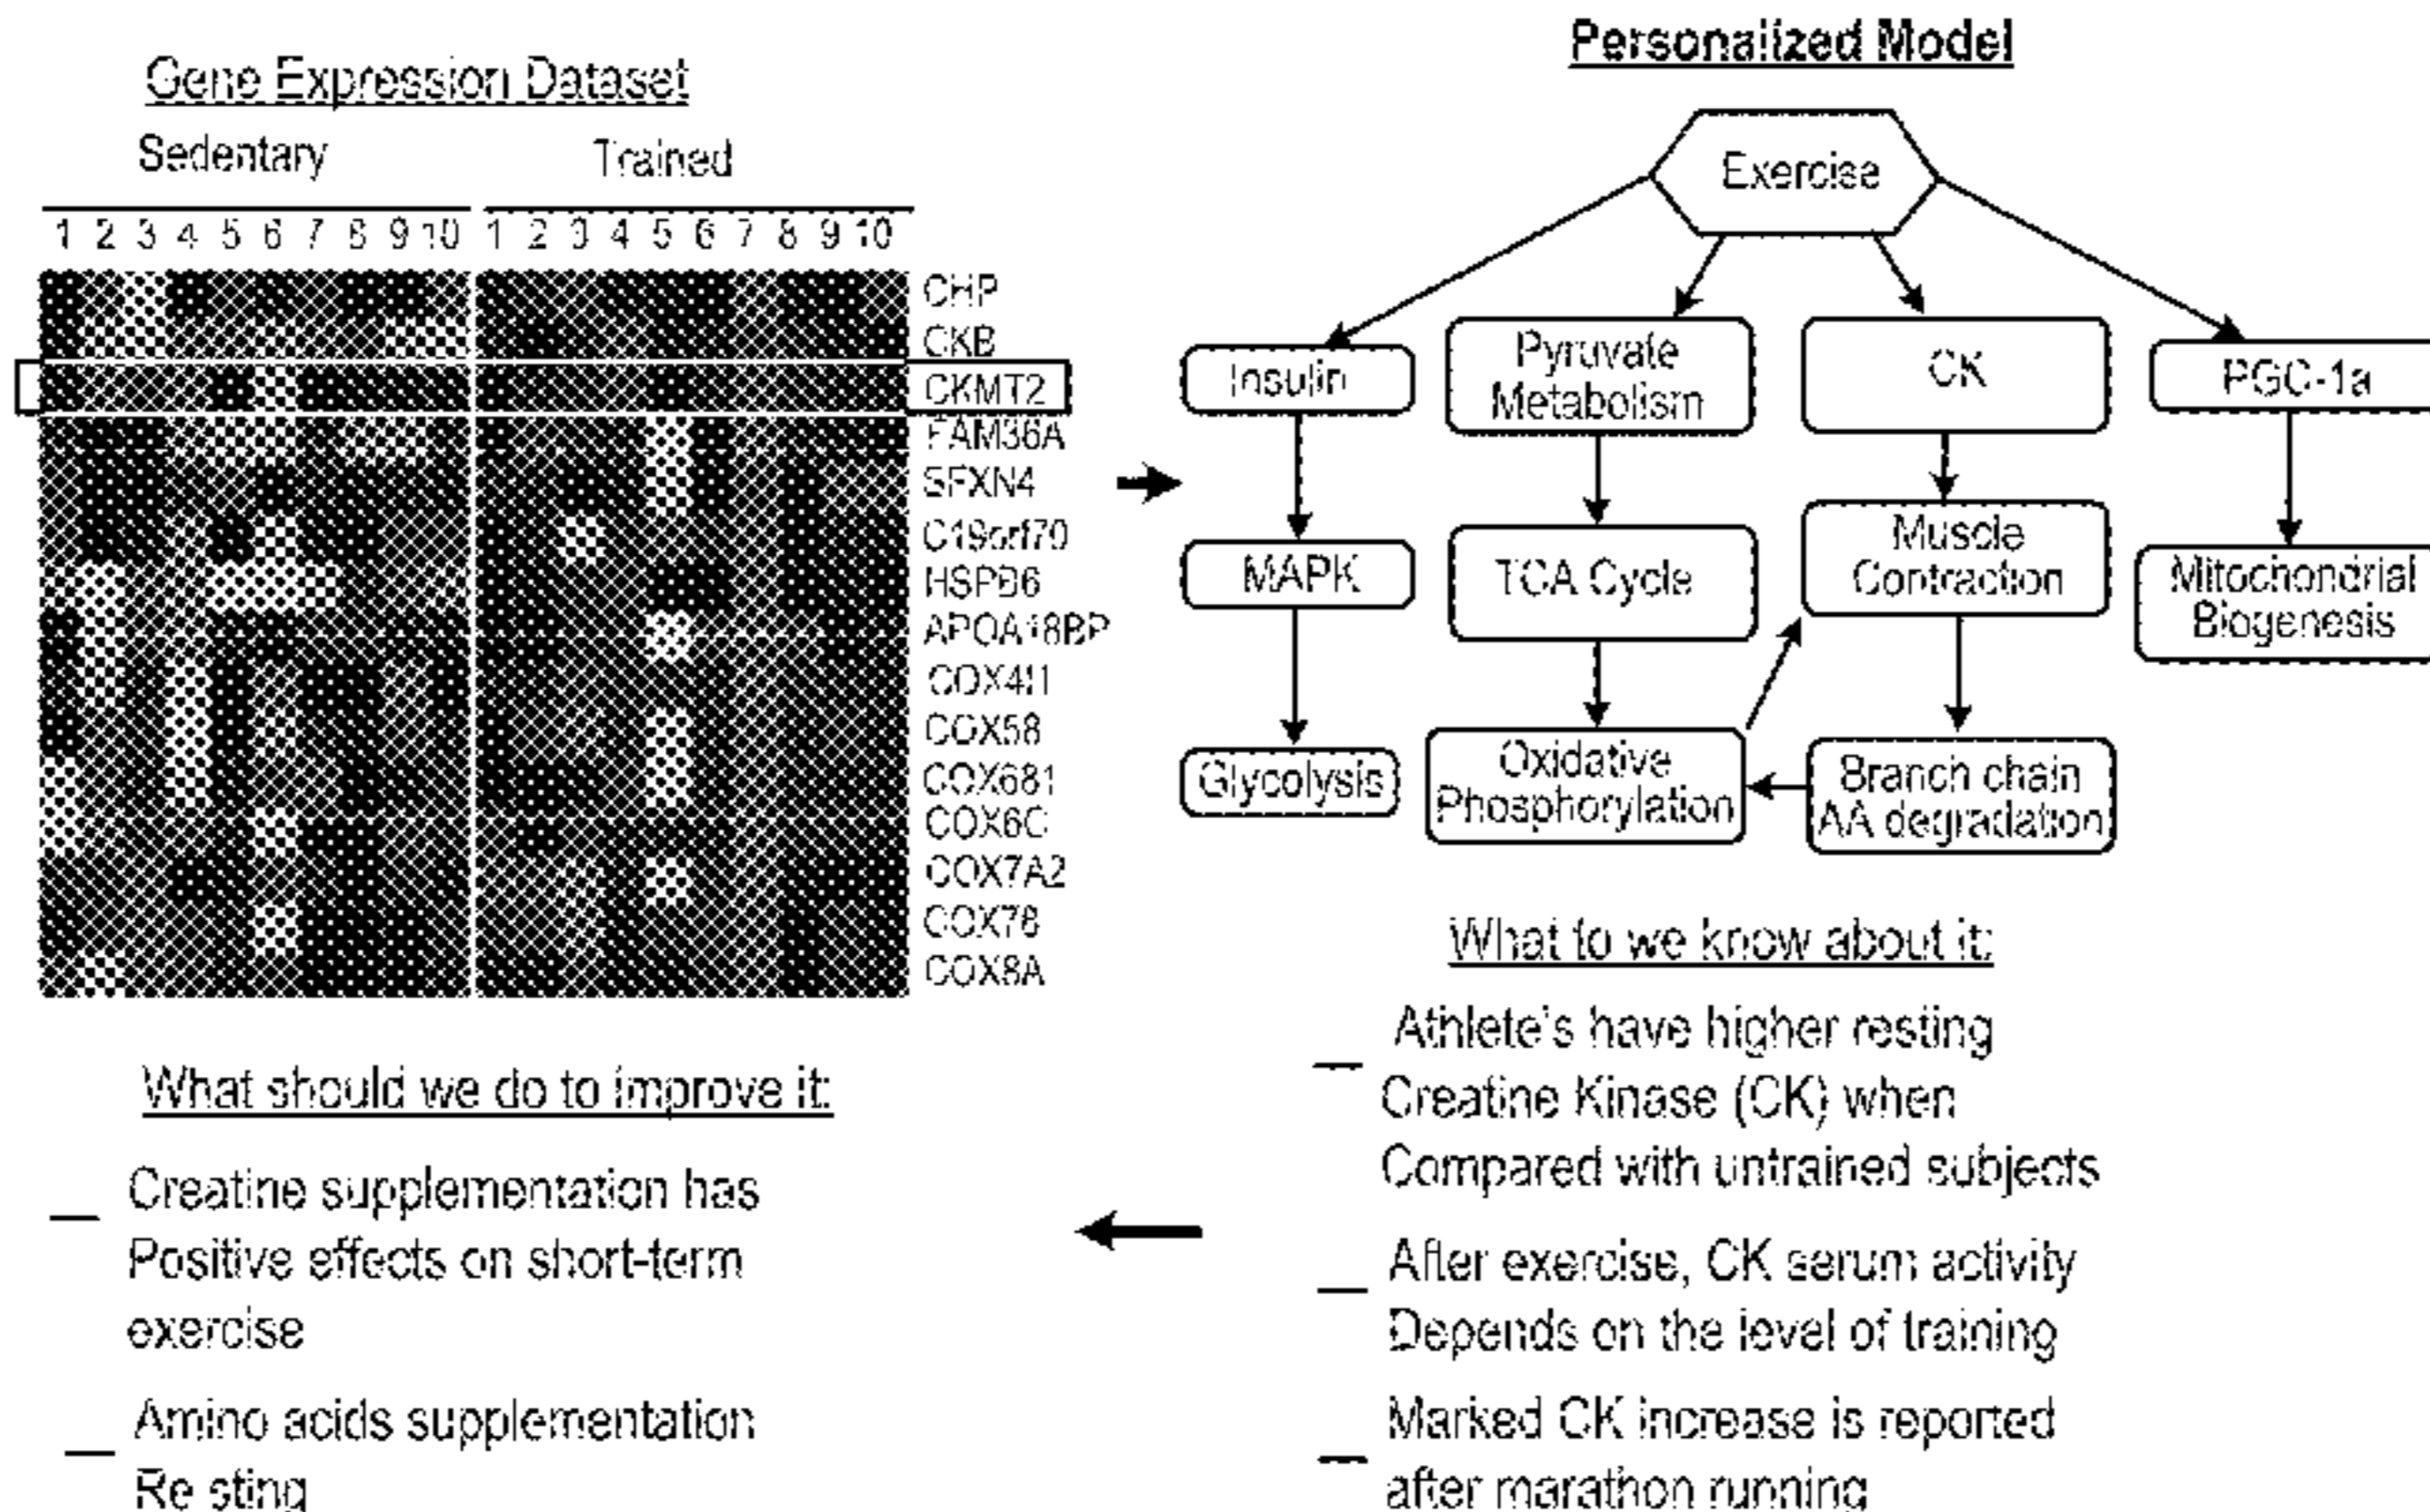 Gene Expression Dataset
Sedentary Trained
1 2 3 4 5 6 7 8 9 10 1 2 3 4 5 6 7 8 9 10
CHP
CKB
CKMT2
FAM36A
SFXN4
C19orf70
HSPB6
APOA18BP
COX4I1
COX58
COX681
COX6C
COX7A2
COX78
COX8A
Personalized Model
Exercise
Insulin
Pyruvate
Metabolism
CK
PGC-1a
MAPK
TCA Cycle
Muscle
Contraction
Mitochondrial
Biogenesis
Glycolysis
Oxidative
Phosphorylation
Branch chain
AA degradation
What to we know about it:
Athlete's have higher resting
Creatine Kinase (CK) when
Compared with untrained subjects
After exercise, CK serum activity
Depends on the level of training
Marked CK increase is reported
after marathon running
What should we do to improve it:
Creatine supplementation has
Positive effects on short-term
exercise
Amino acids supplementation
Re sting